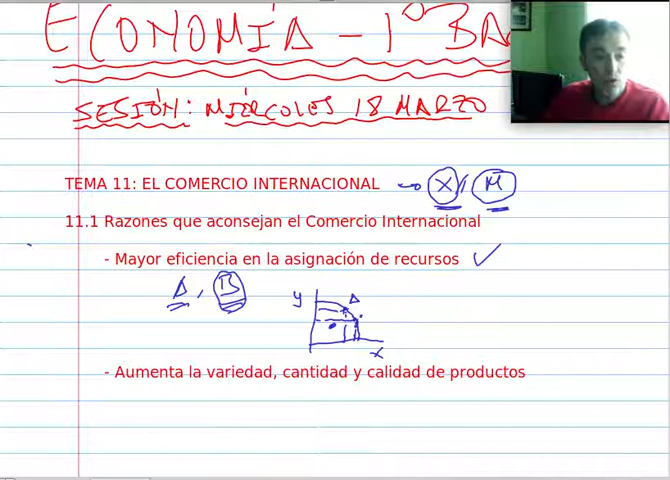 ECONOMÍA - 1º BA
SESIÓN: MIÉRCOLES 18 MARZO
TEMA 11: EL COMERCIO INTERNACIONAL → X / M
11.1 Razones que aconsejan el Comercio Internacional
- Mayor eficiencia en la asignación de recursos ✓
A, B
y A
x
- Aumenta la variedad, cantidad y calidad de productos